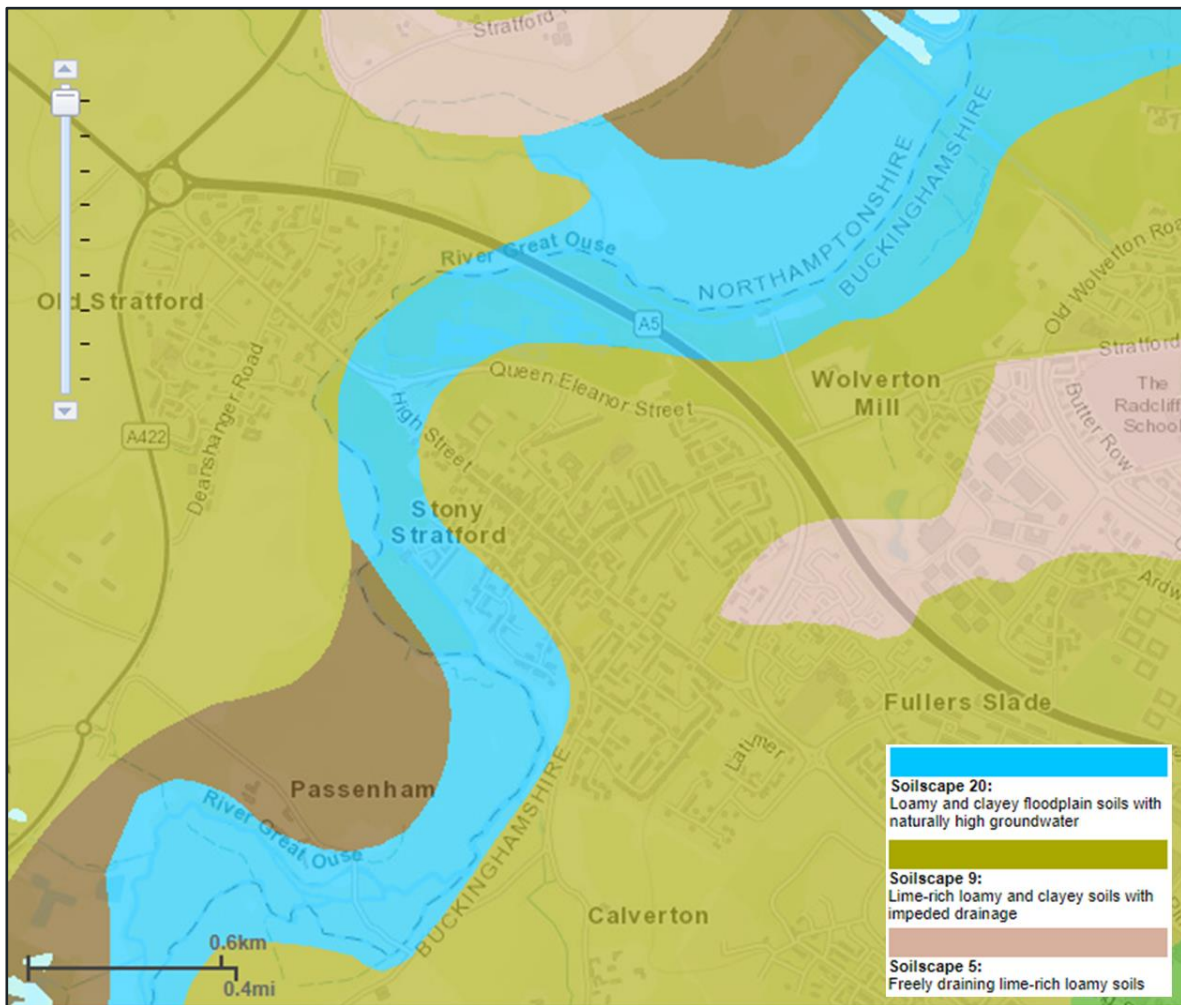 Stratford
NORTHAMPTONSHIRE
BUCKINGHAMSHIRE
River Great Ouse
Old Stratford
A5
Old Wolverton Roa
Stratford
Queen Eleanor Street
Wolverton
Mill
The
Radcliff
School
Butter Row
Deanshanger Road
A422
High Street
Stony
Stratford
Ardw
Fullers Slade
Latimer
Passenham
River Great Ouse
BUCKINGHAMSHIRE
Calverton
0.6km
0.4mi
Soilscape 20:
Loamy and clayey floodplain soils with
naturally high groundwater
Soilscape 9:
Lime-rich loamy and clayey soils with
impeded drainage
Soilscape 5:
Freely draining lime-rich loamy soils